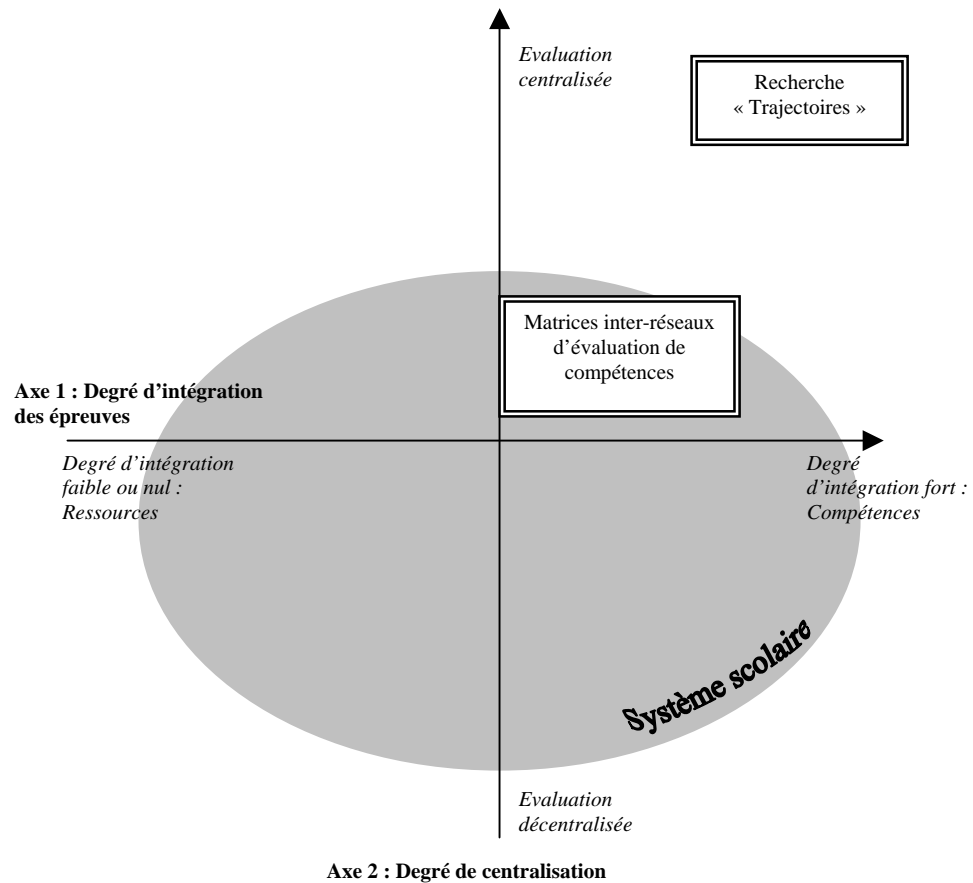 Evaluation
centralisée
Recherche
« Trajectoires »
Matrices inter-réseaux
d’évaluation de
compétences
Axe 1 : Degré d’intégration
des épreuves
Degré d’intégration
faible ou nul :
Ressources
Degré
d’intégration fort :
Compétences
Système scolaire
Evaluation
décentralisée
Axe 2 : Degré de centralisation